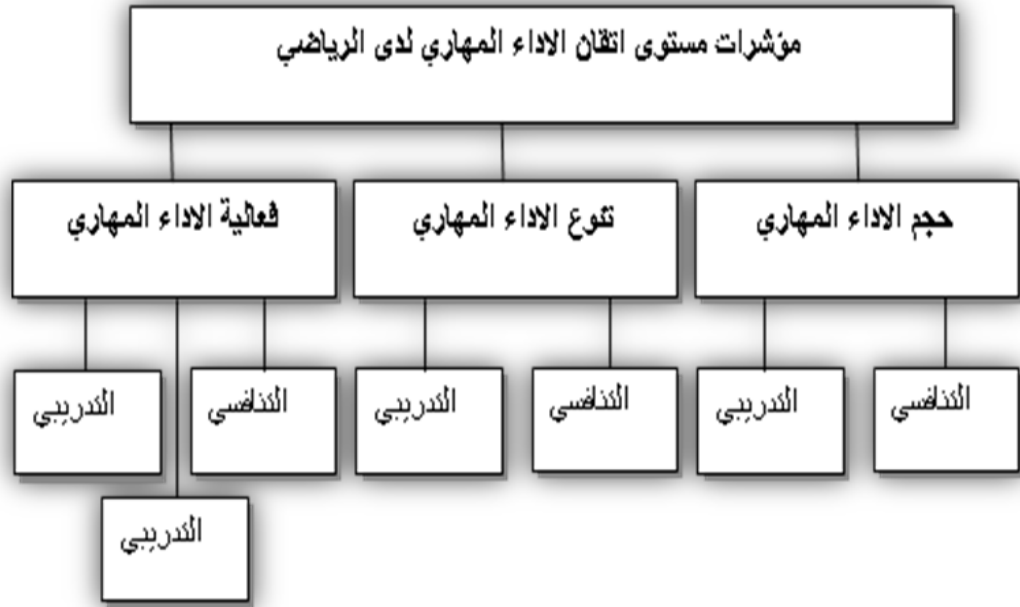 مؤشرات مستوى اتقان الاداء المهاري لدى الرياضي
حجم الاداء المهاري
تنوع الاداء المهاري
فعالية الاداء المهاري
التنافسي
التدريبي
التنافسي
التدريبي
التنافسي
التدريبي
التدريبي